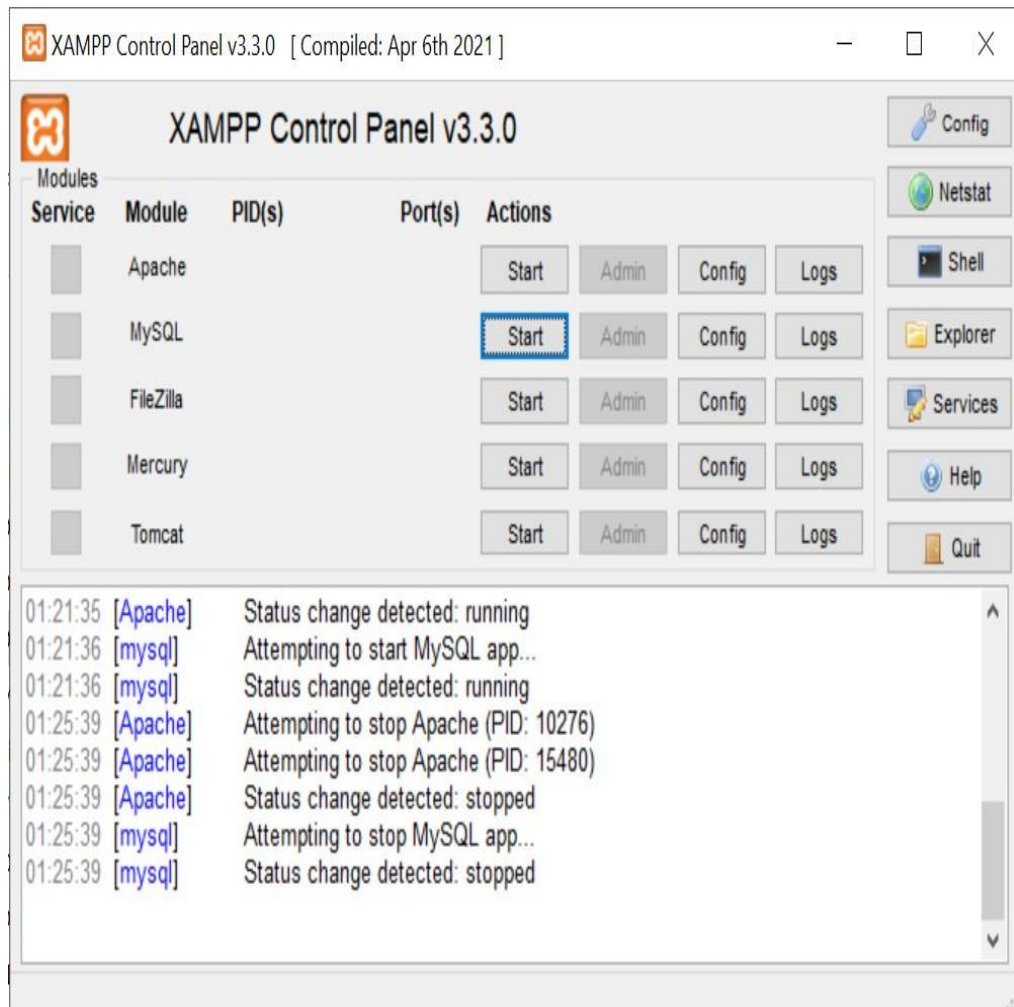 XAMPP Control Panel v3.3.0 [ Compiled: Apr 6th 2021 ]
XAMPP Control Panel v3.3.0
Config
Modules
Service Module PID(s) Port(s) Actions
Netstat
Apache Start Admin Config Logs
Shell
MySQL Start Admin Config Logs
Explorer
FileZilla Start Admin Config Logs
Services
Mercury Start Admin Config Logs
Help
Tomcat Start Admin Config Logs
Quit
01:21:35 [Apache] Status change detected: running
01:21:36 [mysql] Attempting to start MySQL app...
01:21:36 [mysql] Status change detected: running
01:25:39 [Apache] Attempting to stop Apache (PID: 10276)
01:25:39 [Apache] Attempting to stop Apache (PID: 15480)
01:25:39 [Apache] Status change detected: stopped
01:25:39 [mysql] Attempting to stop MySQL app...
01:25:39 [mysql] Status change detected: stopped